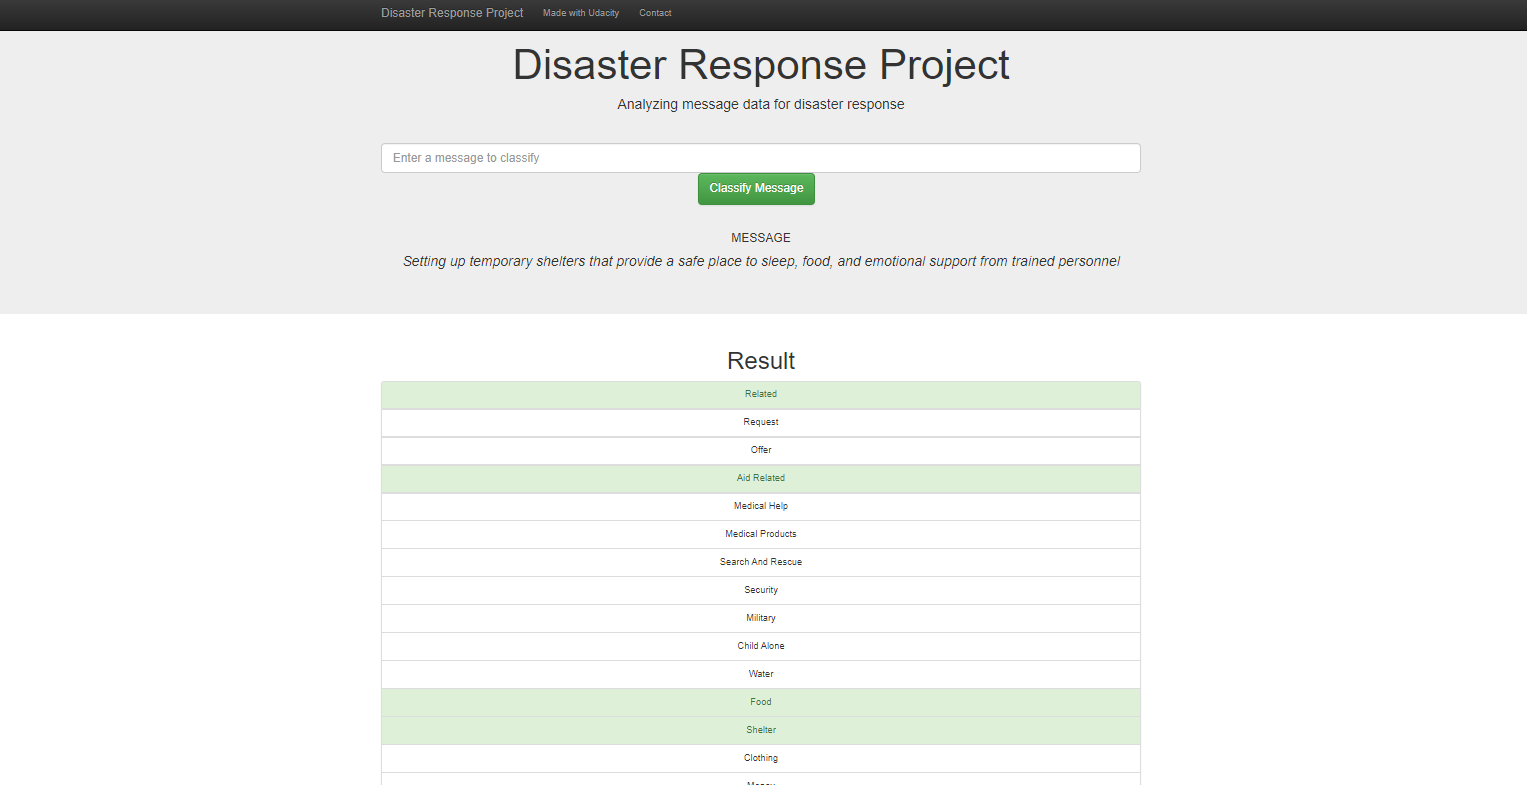 Disaster Response Project Made with Udacity Contact
Disaster Response Project
Analyzing message data for disaster response
Enter a message to classify
Classify Message
MESSAGE
Setting up temporary shelters that provide a safe place to sleep, food, and emotional support from trained personnel
Result
Related
Request
Offer
Aid Related
Medical Help
Medical Products
Search And Rescue
Security
Military
Child Alone
Water
Food
Shelter
Clothing
Money